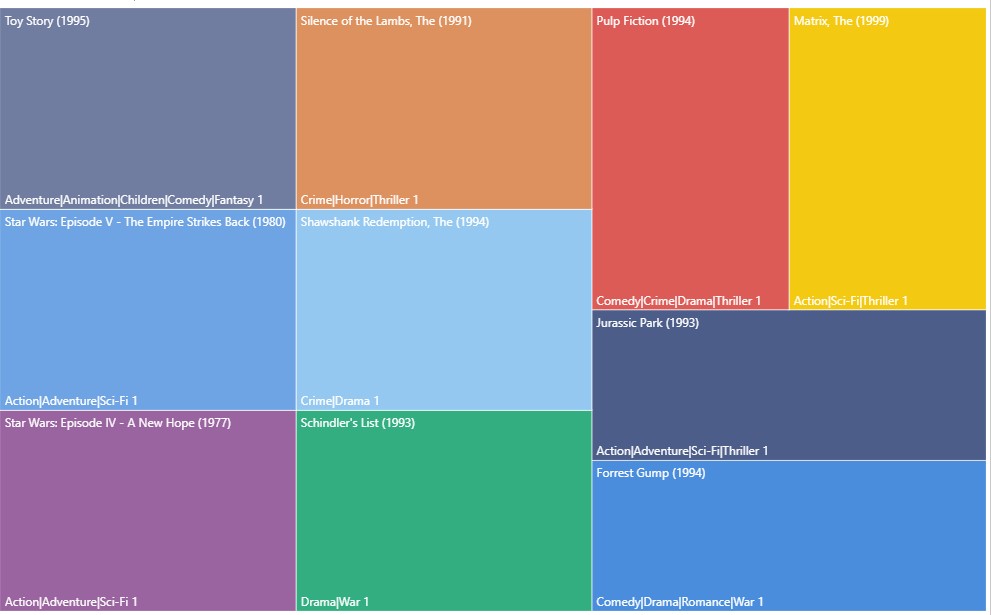 Toy Story (1995)
Adventure|Animation|Children|Comedy|Fantasy 1
Silence of the Lambs, The (1991)
Crime|Horror|Thriller 1
Pulp Fiction (1994)
Comedy|Crime|Drama|Thriller 1
Matrix, The (1999)
Action|Sci-Fi|Thriller 1
Star Wars: Episode V - The Empire Strikes Back (1980)
Action|Adventure|Sci-Fi 1
Shawshank Redemption, The (1994)
Crime|Drama 1
Jurassic Park (1993)
Action|Adventure|Sci-Fi|Thriller 1
Star Wars: Episode IV - A New Hope (1977)
Action|Adventure|Sci-Fi 1
Schindler's List (1993)
Drama|War 1
Forrest Gump (1994)
Comedy|Drama|Romance|War 1